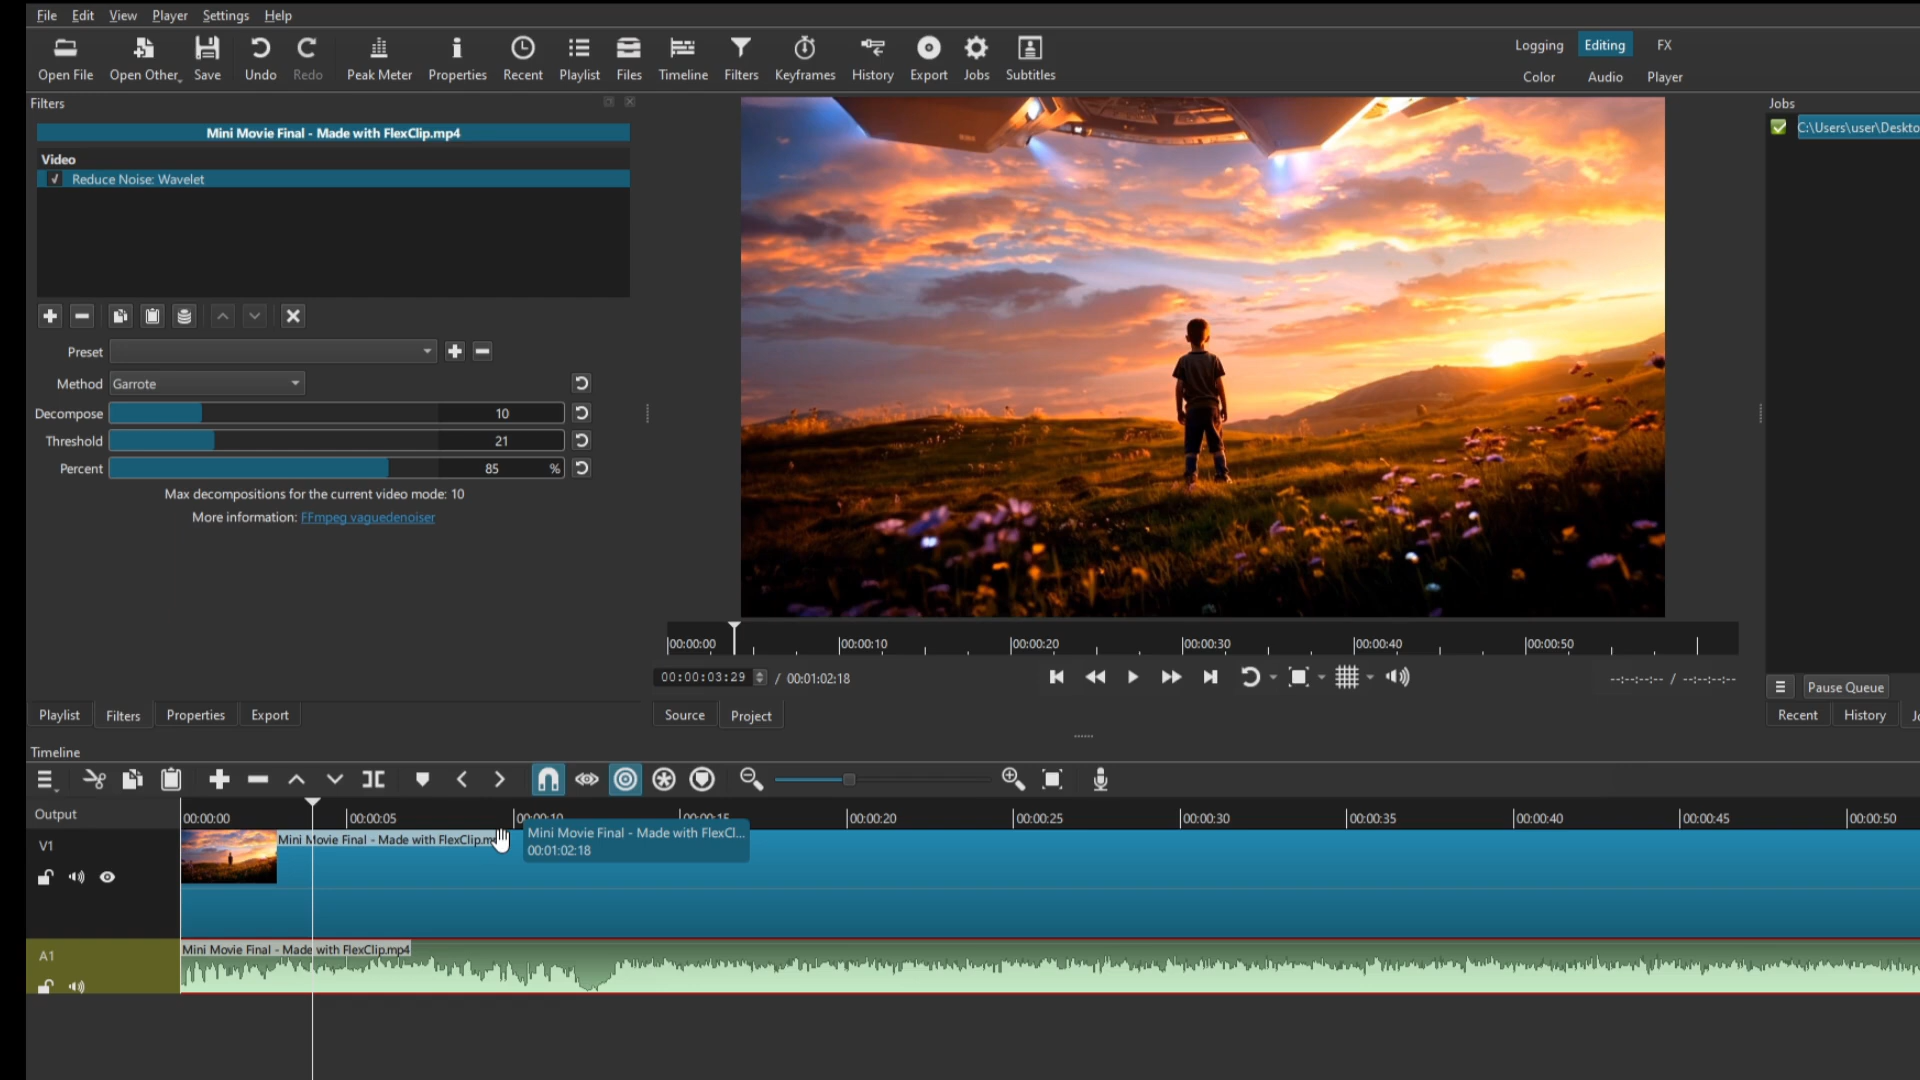 File Edit View Player Settings Help
Open File Open Other Save Undo Redo Peak Meter Properties Recent Playlist Files Timeline Filters Keyframes History Export Jobs Subtitles
Logging Editing FX
Color Audio Player
Filters
Jobs
Mini Movie Final - Made with FlexClip.mp4
C:\Users\user\Deskto
Video
Reduce Noise: Wavelet
Preset
Method Garrote
Decompose 10
Threshold 21
Percent 85 %
Max decompositions for the current video mode: 10
More information: FFmpeg vaguedenoiser
00:00:00 00:00:10 00:00:20 00:00:30 00:00:40 00:00:50
00:00:03:29 / 00:01:02:18
--:--:--:-- / --:--:--:--
Pause Queue
Playlist Filters Properties Export
Source Project
Recent History
Timeline
Output
00:00:00 00:00:05 00:00:10 00:00:15 00:00:20 00:00:25 00:00:30 00:00:35 00:00:40 00:00:45 00:00:50
V1
Mini Movie Final - Made with FlexClip.m
Mini Movie Final - Made with FlexCl...
00:01:02:18
A1
Mini Movie Final - Made with FlexClip.mp4